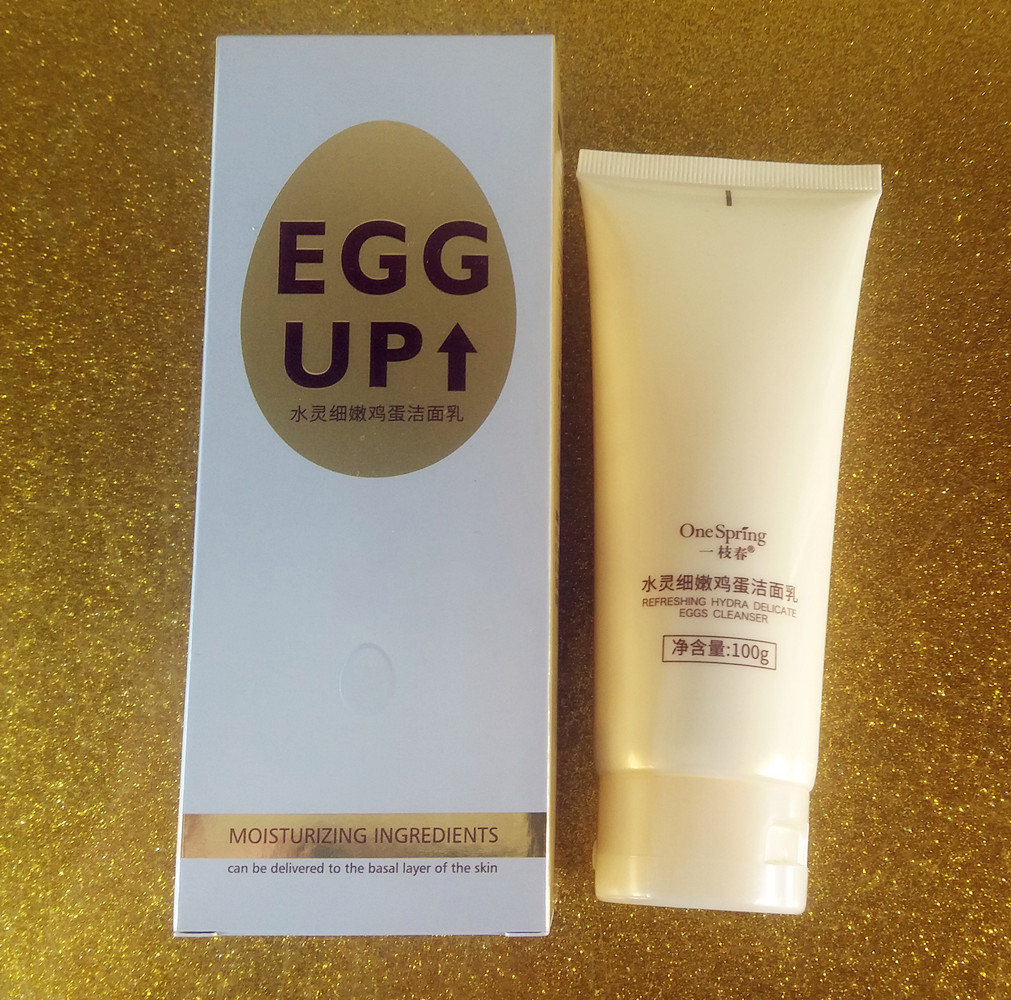 EGG
UP↑
水灵细嫩鸡蛋洁面乳
MOISTURIZING INGREDIENTS
can be delivered to the basal layer of the skin
OneSpring
一枝春®
水灵细嫩鸡蛋洁面乳
REFRESHING HYDRA DELICATE
EGGS CLEANSER
净含量:100g